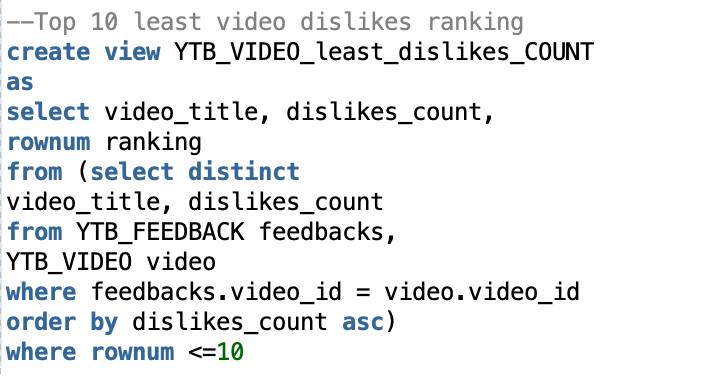 --Top 10 least video dislikes ranking
create view YTB_VIDEO_least_dislikes_COUNT
as
select video_title, dislikes_count,
rownum ranking
from (select distinct
video_title, dislikes_count
from YTB_FEEDBACK feedbacks,
YTB_VIDEO video
where feedbacks.video_id = video.video_id
order by dislikes_count asc)
where rownum <=10